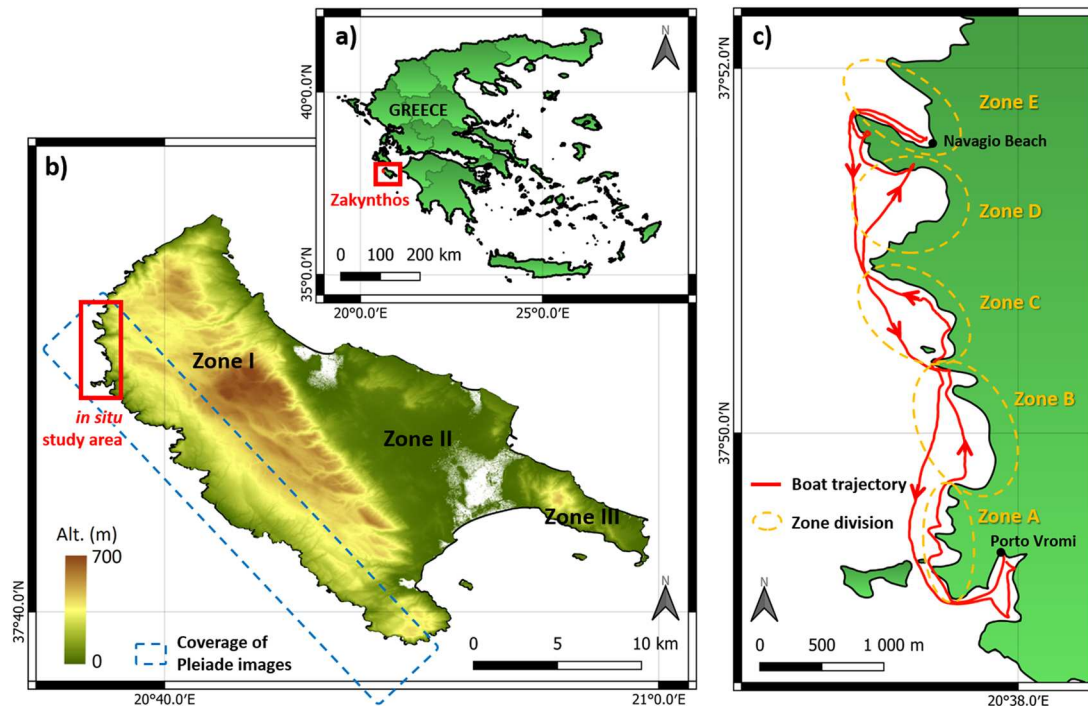 a)
N
40°0.0'N
GREECE
Zakynthos
0 100 200 km
35°0.0'N
20°0.0'E
25°0.0'E
b)
Zone I
in situ
study area
Zone II
Zone III
Alt. (m)
700
0
Coverage of
Pleiade images
N
0 5 10 km
37°40.0'N
20°40.0'E
21°0.0'E
c)
N
37°52.0'N
Zone E
Navagio Beach
Zone D
Zone C
Zone B
37°50.0'N
Boat trajectory
Zone division
Zone A
Porto Vromi
N
0 500 1000 m
20°38.0'E